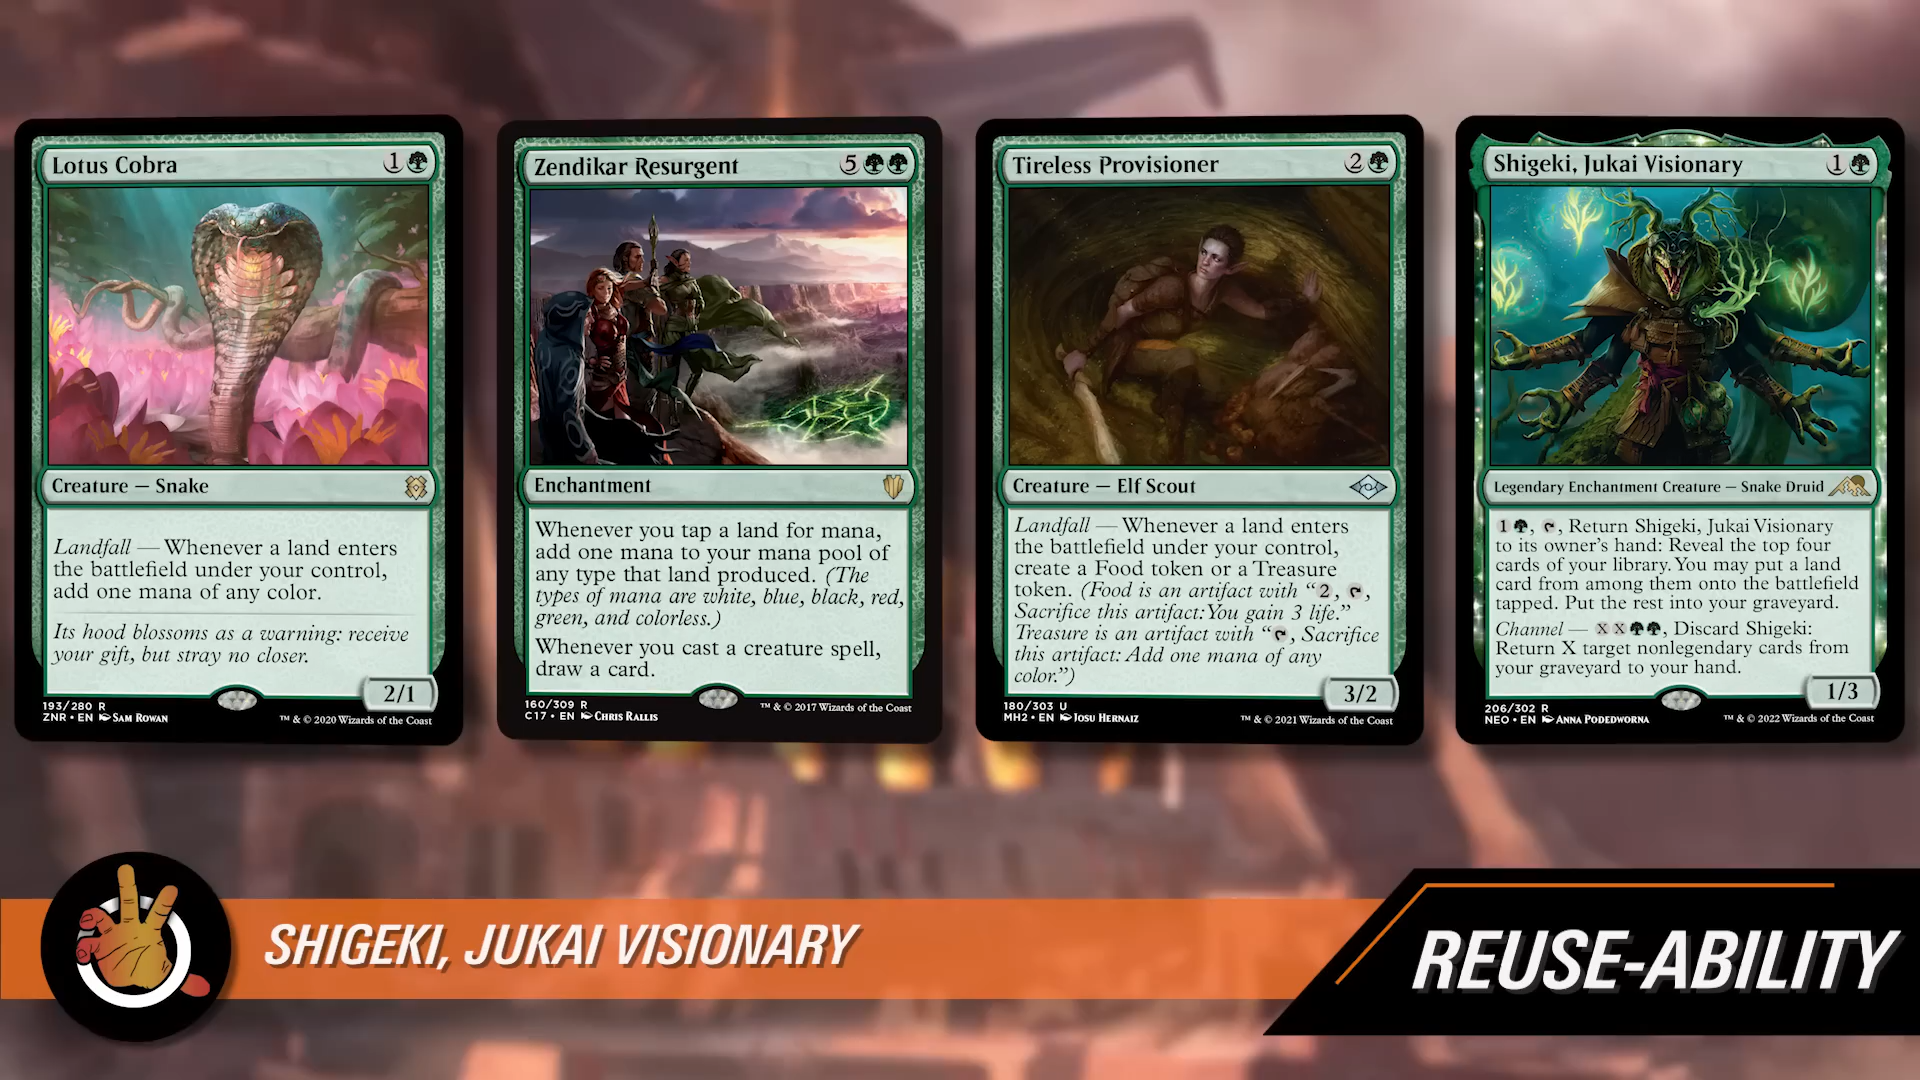 Lotus Cobra
1
Creature — Snake
Landfall — Whenever a land enters
the battlefield under your control,
add one mana of any color.
Its hood blossoms as a warning: receive
your gift, but stray no closer.
2/1
193/280 R
ZNR • EN Sam Rowan
™ & © 2020 Wizards of the Coast
Zendikar Resurgent
5
Enchantment
Whenever you tap a land for mana,
add one mana to your mana pool of
any type that land produced. (The
types of mana are white, blue, black, red,
green, and colorless.)
Whenever you cast a creature spell,
draw a card.
160/309 R
C17 • EN Chris Rallis
™ & © 2017 Wizards of the Coast
Tireless Provisioner
2
Creature — Elf Scout
Landfall — Whenever a land enters
the battlefield under your control,
create a Food token or a Treasure
token. (Food is an artifact with “2, ,
Sacrifice this artifact: You gain 3 life.”
Treasure is an artifact with “ , Sacrifice
this artifact: Add one mana of any
color.”)
3/2
180/303 U
MH2 • EN Josu Hernaiz
™ & © 2021 Wizards of the Coast
Shigeki, Jukai Visionary
1
Legendary Enchantment Creature — Snake Druid
1 , , Return Shigeki, Jukai Visionary
to its owner’s hand: Reveal the top four
cards of your library. You may put a land
card from among them onto the battlefield
tapped. Put the rest into your graveyard.
Channel — X X , Discard Shigeki:
Return X target nonlegendary cards from
your graveyard to your hand.
1/3
206/302 R
NEO • EN Anna Podedworna
™ & © 2022 Wizards of the Coast
SHIGEKI, JUKAI VISIONARY
REUSE-ABILITY